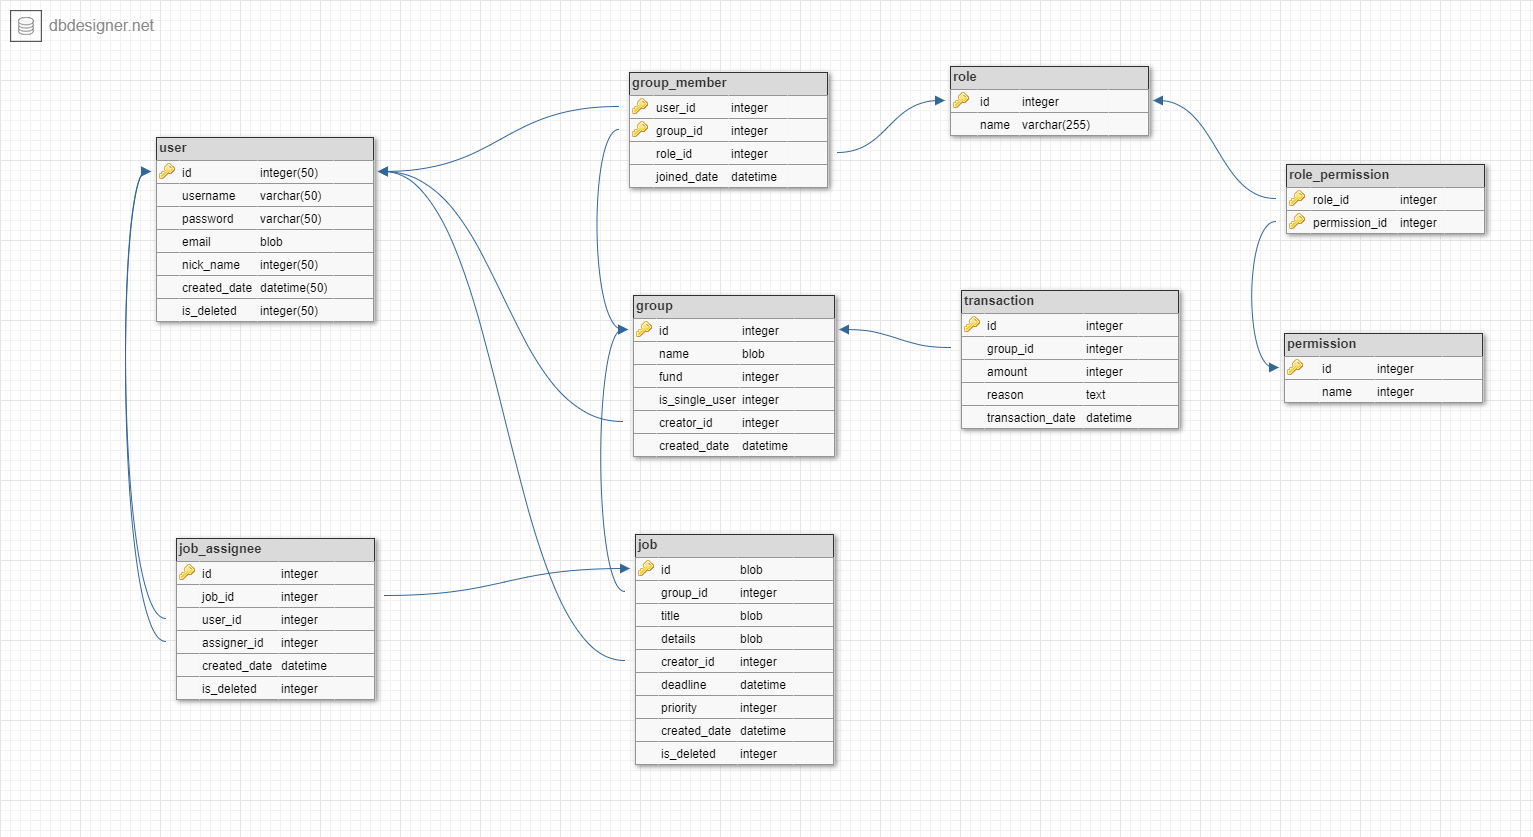 dbdesigner.net
group_member
user_id integer
group_id integer
role_id integer
joined_date datetime
role
id integer
name varchar(255)
user
id integer(50)
username varchar(50)
password varchar(50)
email blob
nick_name integer(50)
created_date datetime(50)
is_deleted integer(50)
role_permission
role_id integer
permission_id integer
group
id integer
name blob
fund integer
is_single_user integer
creator_id integer
created_date datetime
transaction
id integer
group_id integer
amount integer
reason text
transaction_date datetime
permission
id integer
name integer
job_assignee
id integer
job_id integer
user_id integer
assigner_id integer
created_date datetime
is_deleted integer
job
id blob
group_id integer
title blob
details blob
creator_id integer
deadline datetime
priority integer
created_date datetime
is_deleted integer